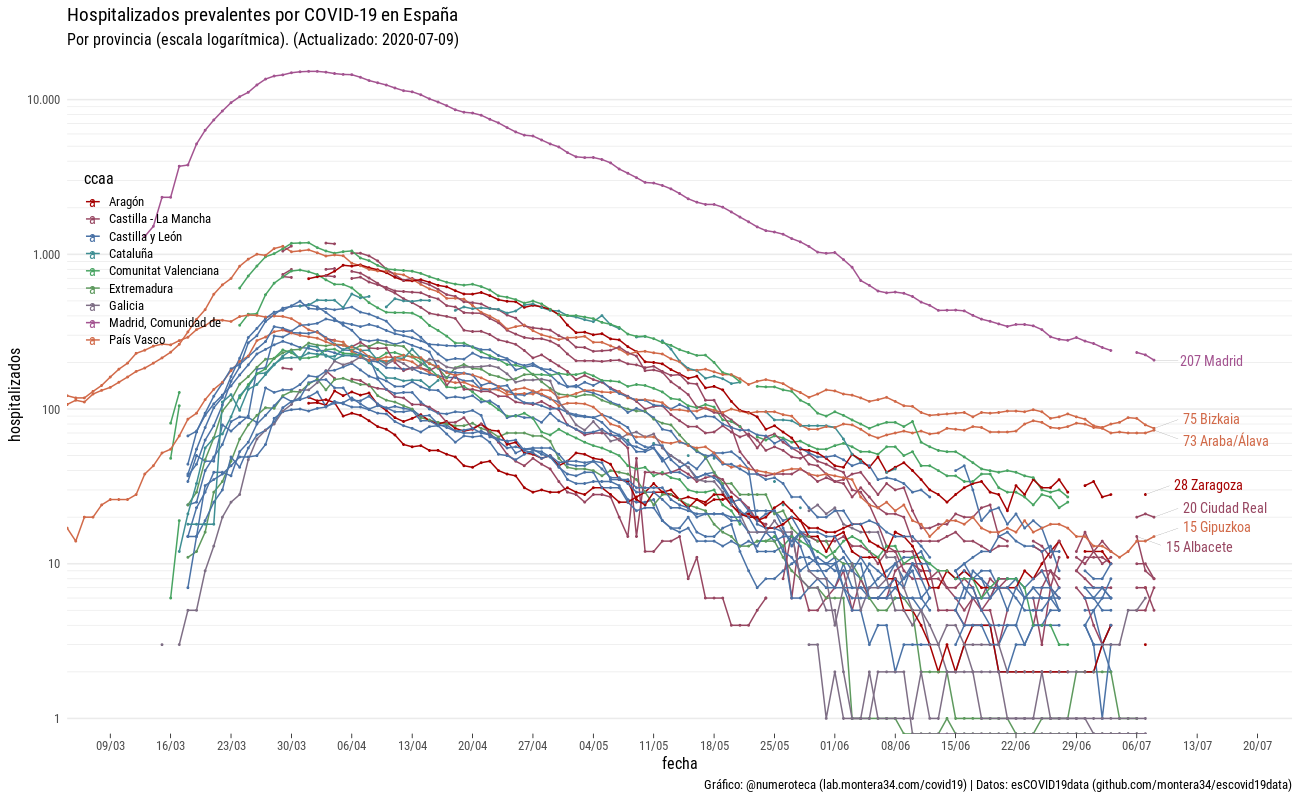 Hospitalizados prevalentes por COVID-19 en España
Por provincia (escala logarítmica). (Actualizado: 2020-07-09)
hospitalizados
10.000
1.000
100
10
1
ccaa
Aragón
Castilla - La Mancha
Castilla y León
Cataluña
Comunitat Valenciana
Extremadura
Galicia
Madrid, Comunidad de
País Vasco
207 Madrid
75 Bizkaia
73 Araba/Álava
28 Zaragoza
20 Ciudad Real
15 Gipuzkoa
15 Albacete
09/03 16/03 23/03 30/03 06/04 13/04 20/04 27/04 04/05 11/05 18/05 25/05 01/06 08/06 15/06 22/06 29/06 06/07 13/07 20/07
fecha
Gráfico: @numeroteca (lab.montera34.com/covid19) | Datos: esCOVID19data (github.com/montera34/escovid19data)